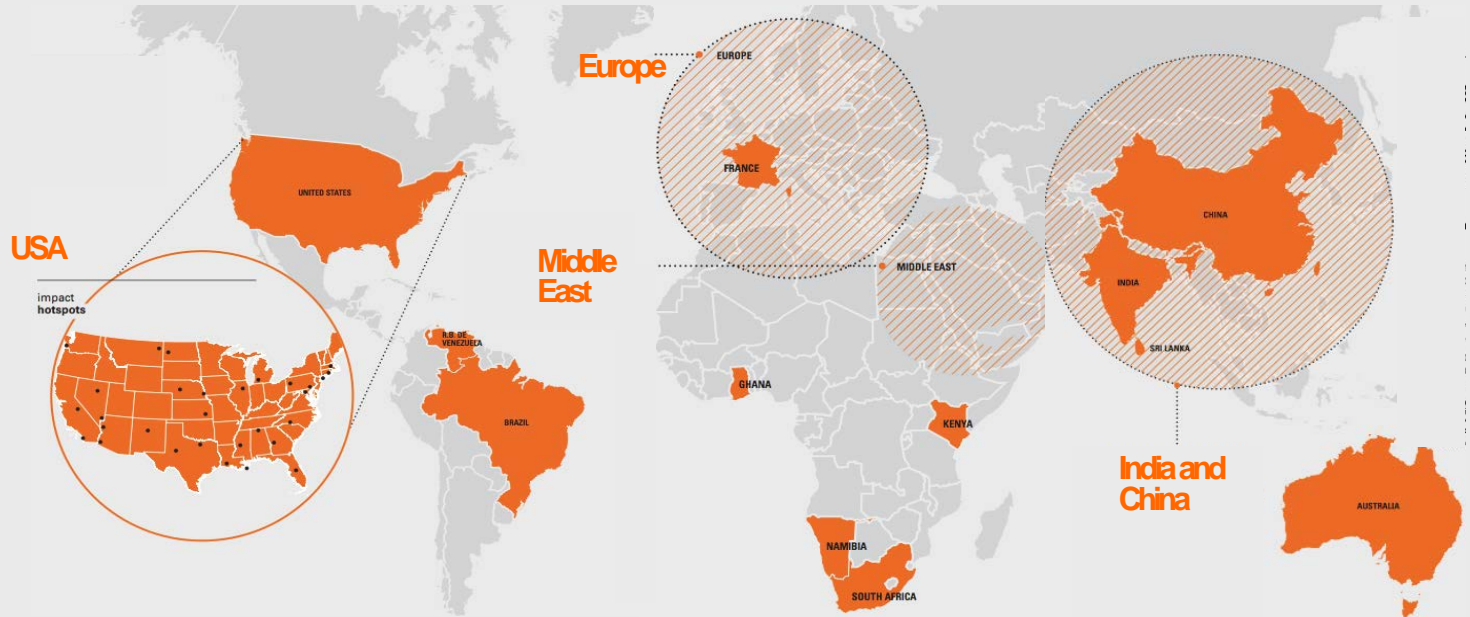 Europe
EUROPE
FRANCE
UNITED STATES
CHINA
USA
Middle
East
MIDDLE EAST
INDIA
impact
hotspots
R.B. DE
VENEZUELA
SRI LANKA
GHANA
BRAZIL
KENYA
India and
China
AUSTRALIA
NAMIBIA
SOUTH AFRICA